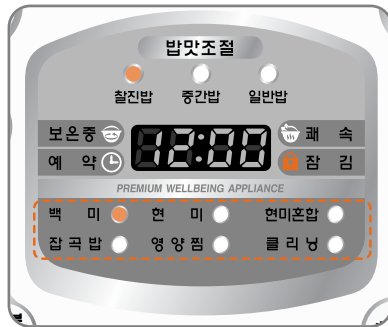 밥맛조절
찰진밥 중간밥 일반밥
보온중 12:00 쾌 속
예 약 잠 김
PREMIUM WELLBEING APPLIANCE
백 미 현 미 현미혼합
잡곡밥 영양찜 클리닝